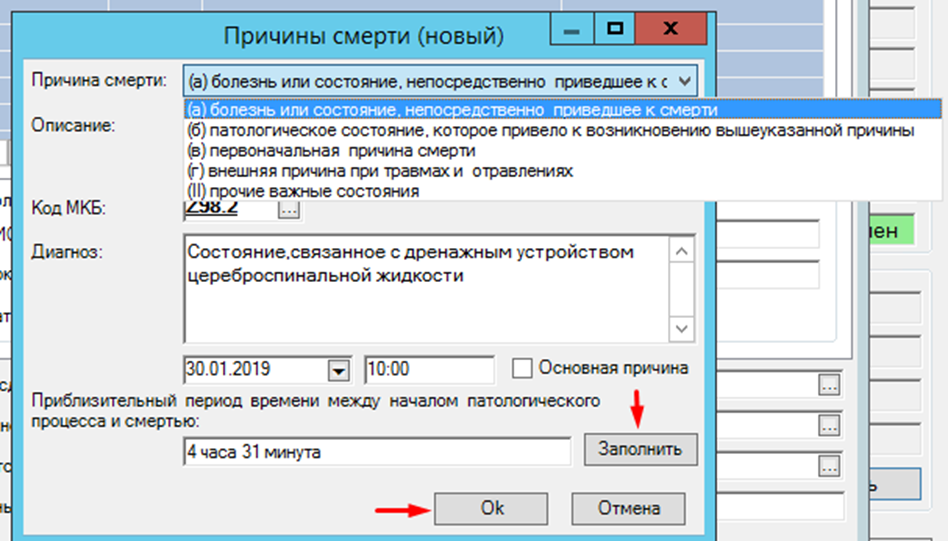 Причины смерти (новый)
Причина смерти: (а) болезнь или состояние, непосредственно приведшее к с
(а) болезнь или состояние, непосредственно приведшее к смерти
Описание:
(б) патологическое состояние, которое привело к возникновению вышеуказанной причины
(в) первоначальная причина смерти
(г) внешняя причина при травмах и отравлениях
(II) прочие важные состояния
Код МКБ: Z98.2 ...
Диагноз: Состояние,связанное с дренажным устройством
цереброспинальной жидкости
30.01.2019 10:00 Основная причина
Приблизительный период времени между началом патологического
процесса и смертью:
4 часа 31 минута Заполнить
Ok Отмена